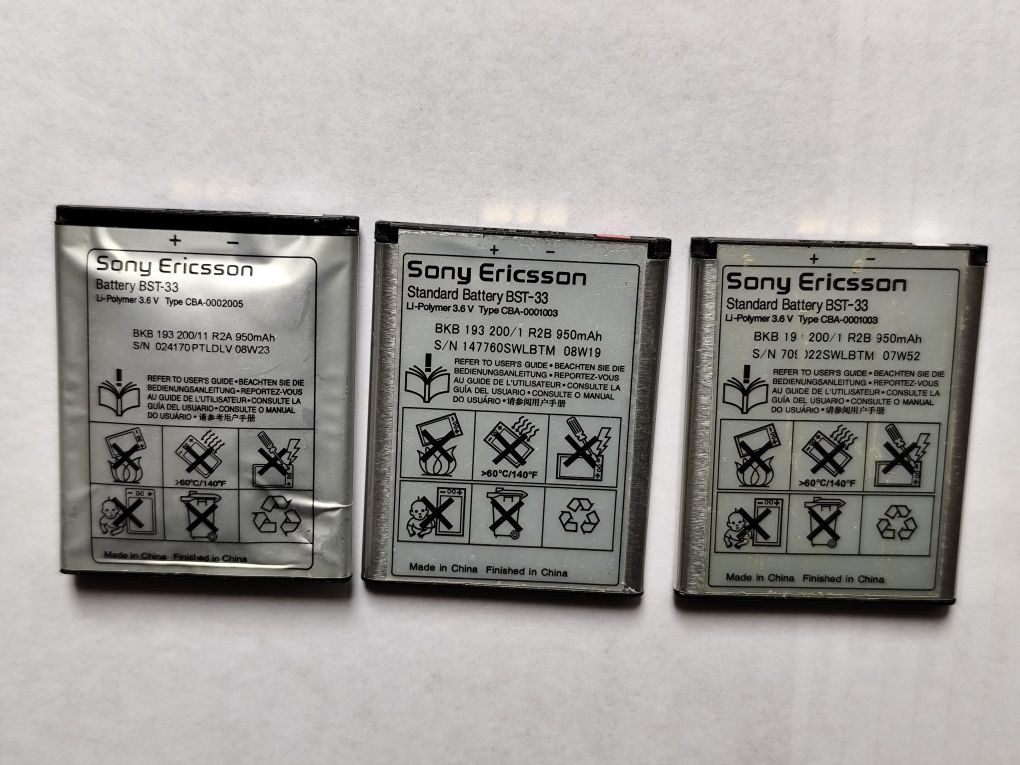 + −
Sony Ericsson
Battery BST-33
Li-Polymer 3.6 V Type CBA-0002005
BKB 193 200/11 R2A 950mAh
S/N 024170PTLDLV 08W23
REFER TO USER'S GUIDE • BEACHTEN SIE DIE
BEDIENUNGSANLEITUNG • REPORTEZ-VOUS
AU GUIDE DE L'UTILISATEUR • CONSULTE LA
GUÍA DEL USUARIO • CONSULTE O MANUAL
DO USUÁRIO • 请参考用户手册
>60°C/140°F
Made in China Finished in China
+ −
Sony Ericsson
Standard Battery BST-33
Li-Polymer 3.6 V Type CBA-0001003
BKB 193 200/1 R2B 950mAh
S/N 147760SWLBTM 08W19
REFER TO USER'S GUIDE • BEACHTEN SIE DIE
BEDIENUNGSANLEITUNG • REPORTEZ-VOUS
AU GUIDE DE L'UTILISATEUR • CONSULTE LA
GUÍA DEL USUARIO • CONSULTE O MANUAL
DO USUÁRIO • 请参阅用户手册
>60°C/140°F
Made in China Finished in China
+ −
Sony Ericsson
Standard Battery BST-33
Li-Polymer 3.6 V Type CBA-0001003
BKB 200/1 R2B 950mAh
S/N 07W52
REFER TO USER'S GUIDE • BEACHTEN SIE DIE
BEDIENUNGSANLEITUNG • REPORTEZ-VOUS
AU GUIDE DE L'UTILISATEUR • CONSULTE LA
GUÍA DEL USUARIO • CONSULTE O MANUAL
DO USUÁRIO • 请参阅用户手册
>60°C/140°F
Made in China Finished in China